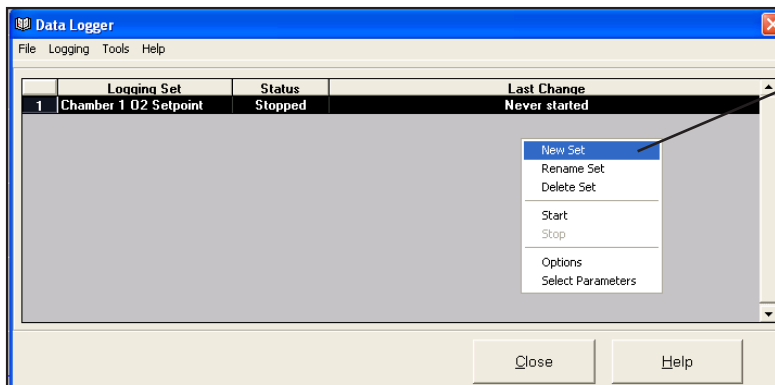 Data Logger
File Logging Tools Help
Logging Set Status Last Change
1 Chamber 1 O2 Setpoint Stopped Never started
New Set
Rename Set
Delete Set
Start
Stop
Options
Select Parameters
Close Help